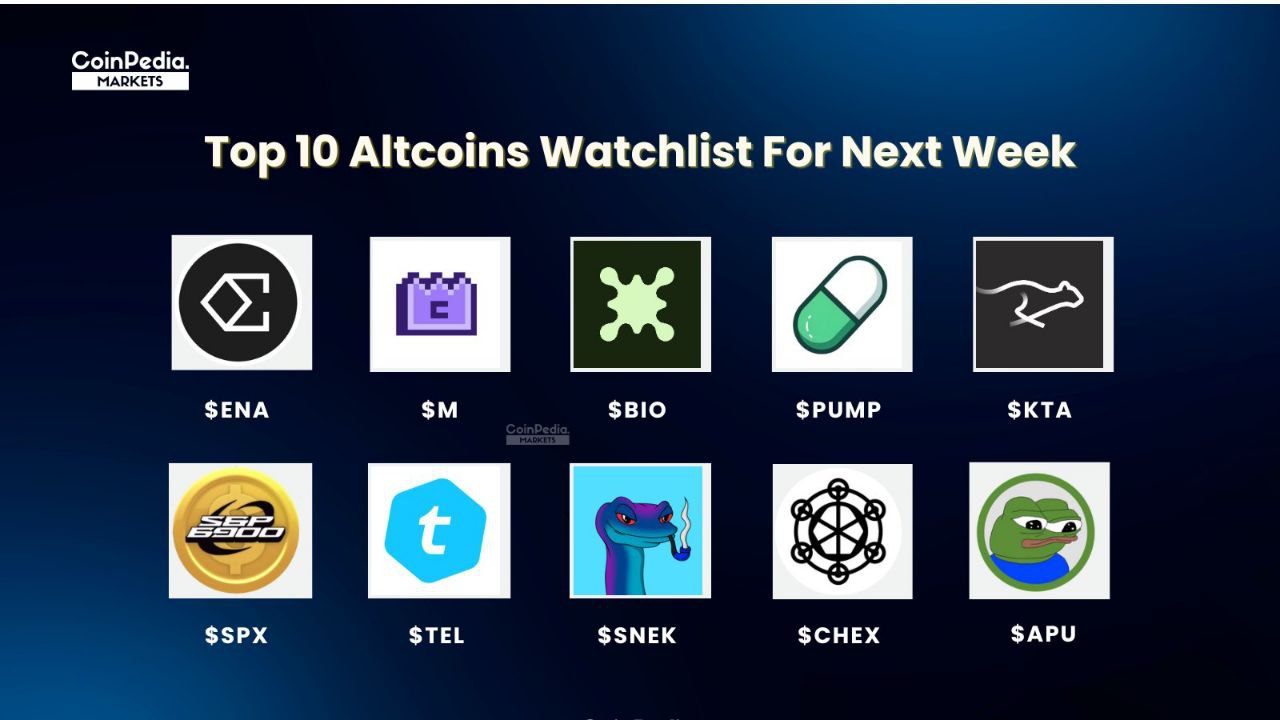 CoinPedia.
MARKETS
Top 10 Altcoins Watchlist For Next Week
$ENA
$M
$BIO
$PUMP
$KTA
CoinPedia.
MARKETS
S&P
6900
t
$SPX
$TEL
$SNEK
$CHEX
$APU